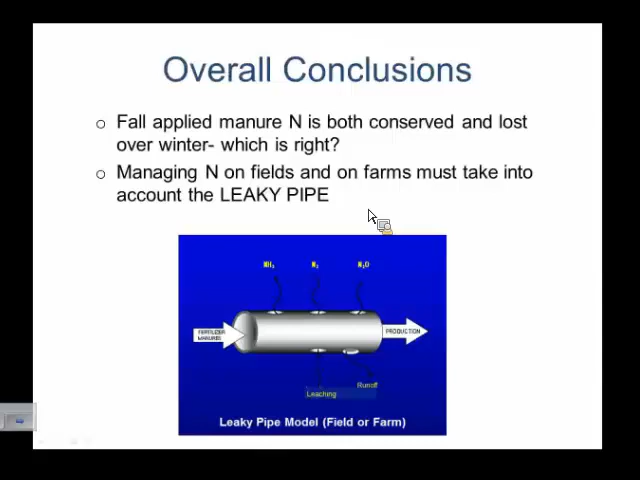 Overall Conclusions
Fall applied manure N is both conserved and lost
over winter- which is right?
Managing N on fields and on farms must take into
account the LEAKY PIPE
NH₃ N₂ N₂O
FERTILIZER
MANURES
PRODUCTION
Runoff
Leaching
Leaky Pipe Model (Field or Farm)